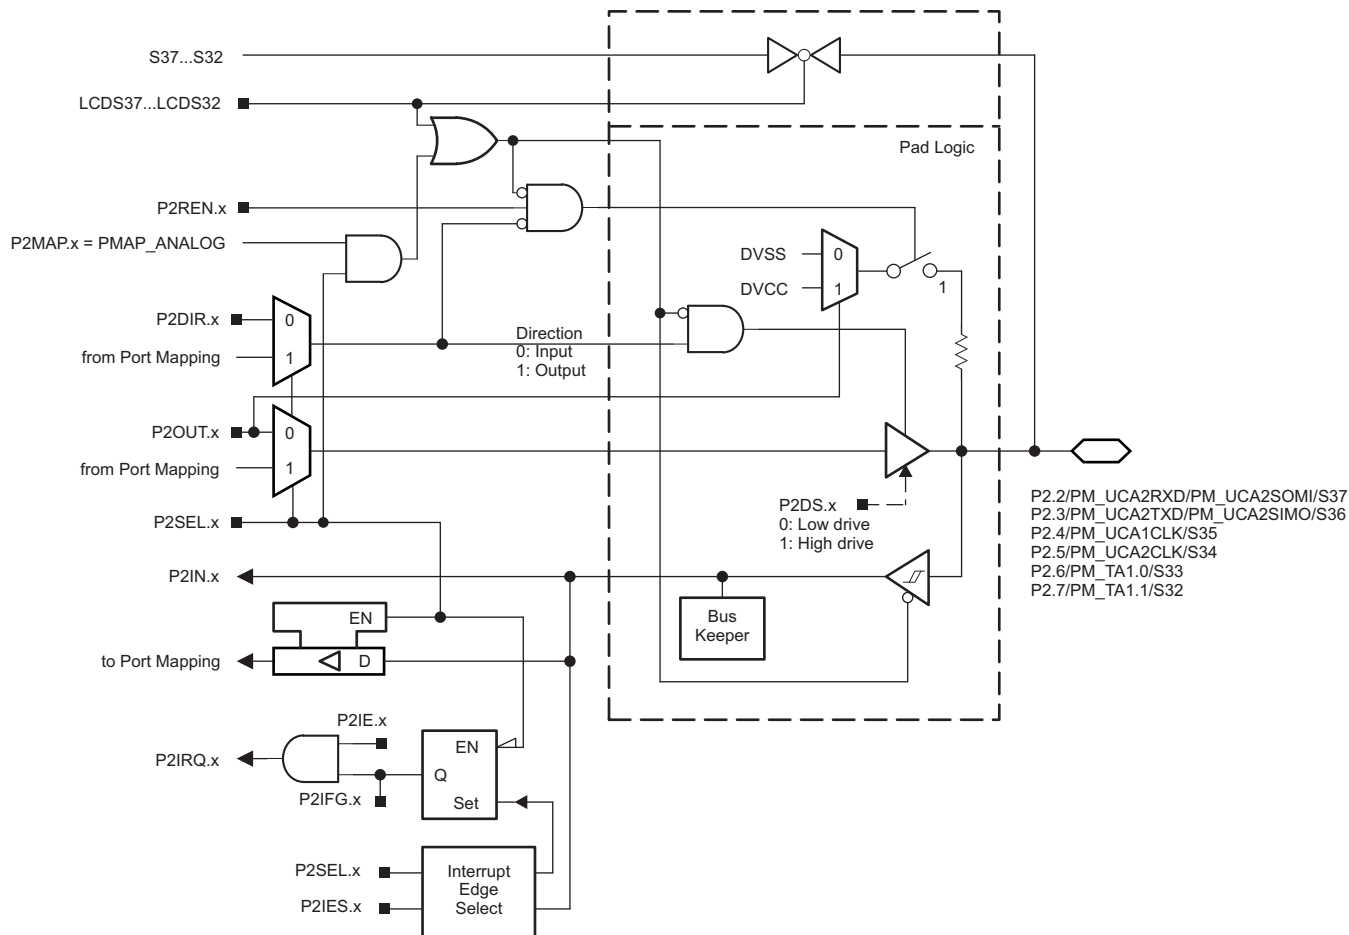 S37...S32
LCDS37...LCDS32
Pad Logic
P2REN.x
P2MAP.x = PMAP_ANALOG
DVSS
0
DVCC
1
1
P2DIR.x
0
from Port Mapping
1
Direction
0: Input
1: Output
P2OUT.x
0
from Port Mapping
1
P2SEL.x
P2DS.x
0: Low drive
1: High drive
P2.2/PM_UCA2RXD/PM_UCA2SOMI/S37
P2.3/PM_UCA2TXD/PM_UCA2SIMO/S36
P2.4/PM_UCA1CLK/S35
P2.5/PM_UCA2CLK/S34
P2.6/PM_TA1.0/S33
P2.7/PM_TA1.1/S32
P2IN.x
Bus
Keeper
EN
to Port Mapping
D
P2IE.x
P2IRQ.x
EN
Q
P2IFG.x
Set
P2SEL.x
P2IES.x
Interrupt
Edge
Select